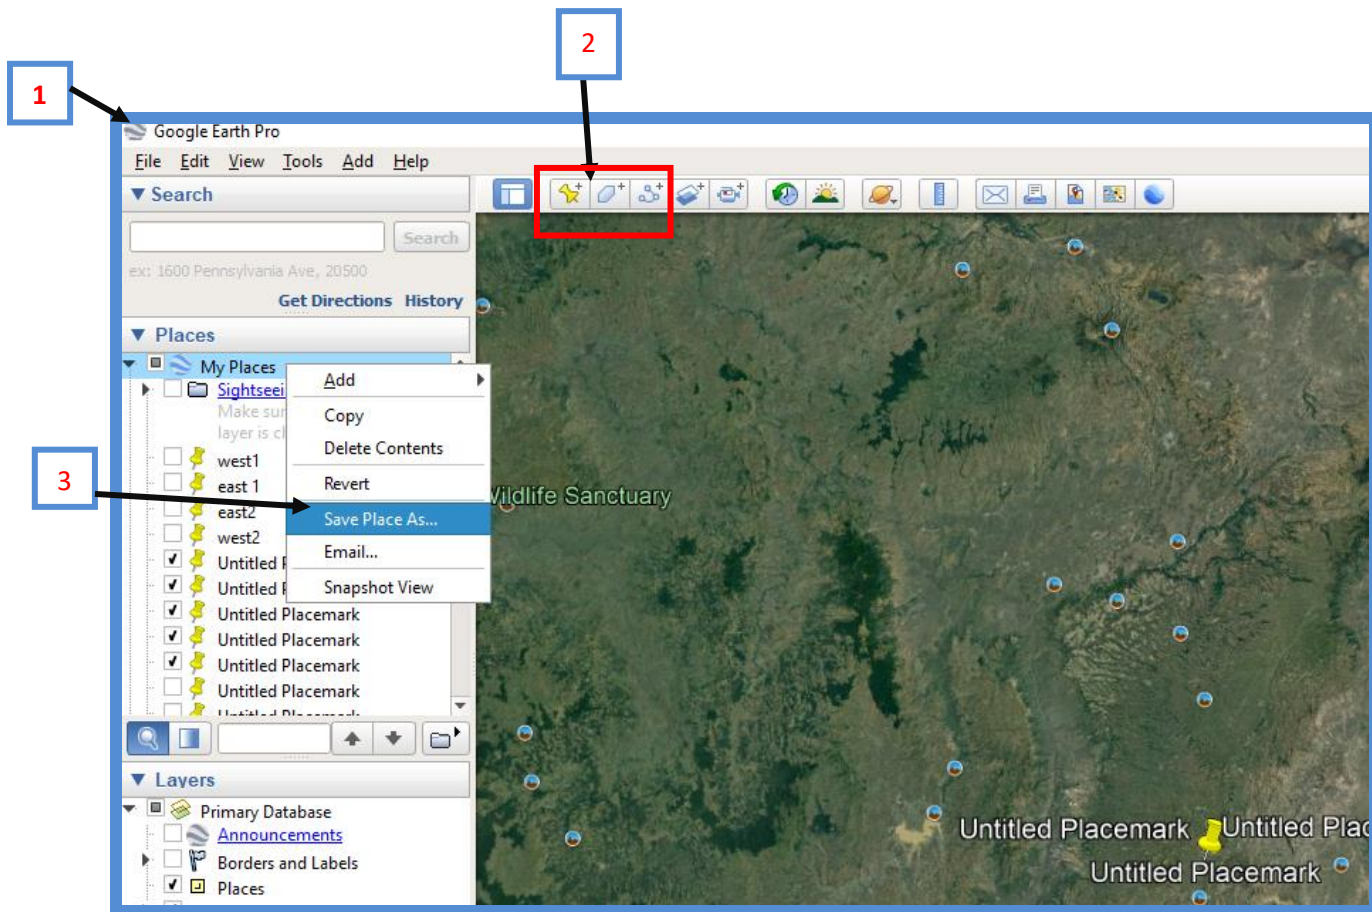 2
1
Google Earth Pro
File Edit View Tools Add Help
Search
Search
ex: 1600 Pennsylvania Ave, 20500
Get Directions History
Places
My Places
Sightseei
Make sur
layer is cl
west1
east 1
east2
west2
Untitled
Untitled
Untitled Placemark
Untitled Placemark
Untitled Placemark
Untitled Placemark
Add
Copy
Delete Contents
Revert
Save Place As...
Email...
Snapshot View
3
Wildlife Sanctuary
Layers
Primary Database
Announcements
Borders and Labels
Places
Untitled Placemark Untitled Plac
Untitled Placemark